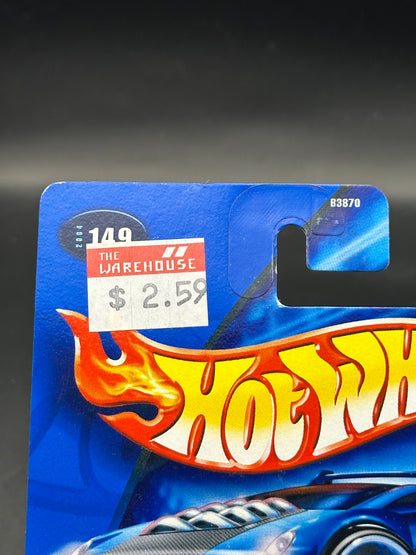 2004
149
B3870
THE
WAREHOUSE
$ 2.59
HOT WH